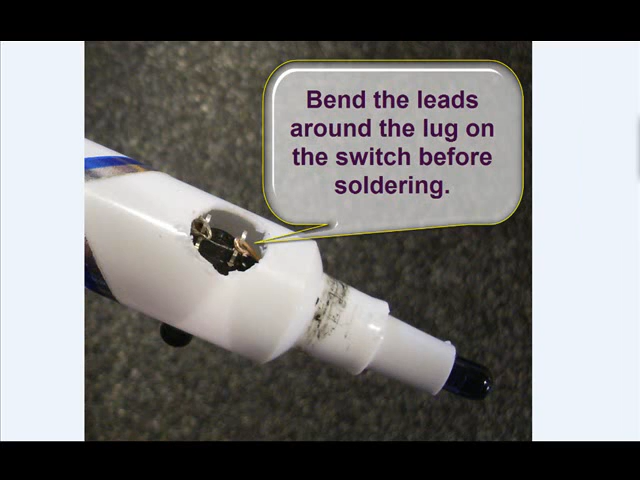 Bend the leads
around the lug on
the switch before
soldering.